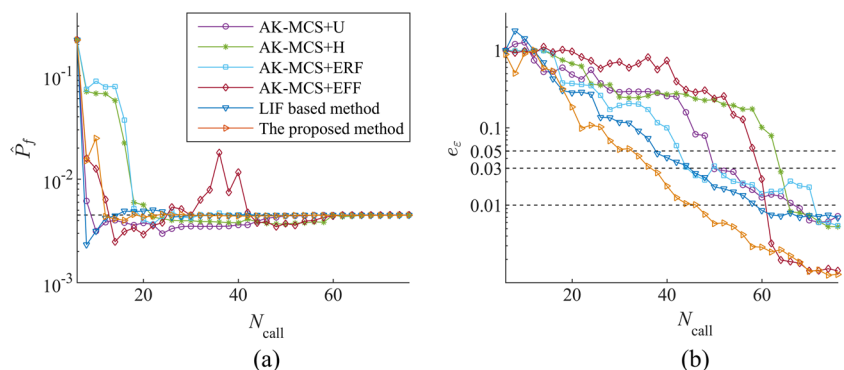 AK-MCS+U
AK-MCS+H
AK-MCS+ERF
AK-MCS+EFF
LIF based method
The proposed method
10⁻¹
10⁻²
10⁻³
P̂f
20 40 60
Ncall
(a)
1
0.1
0.05
0.03
0.01
eε
20 40 60
Ncall
(b)